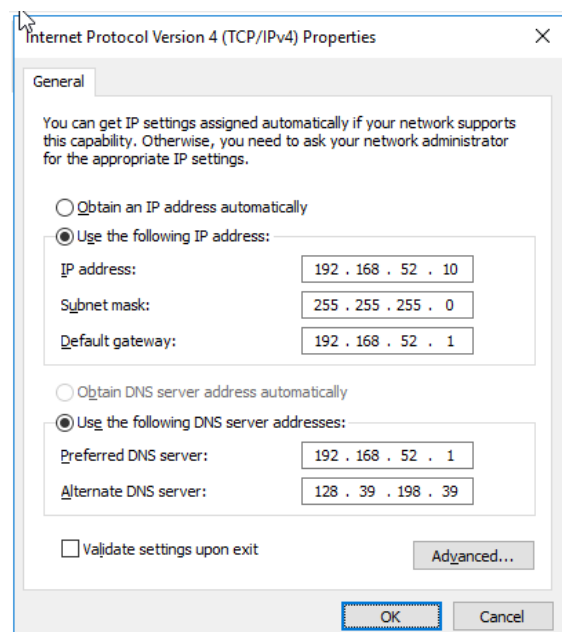 Internet Protocol Version 4 (TCP/IPv4) Properties
General
You can get IP settings assigned automatically if your network supports
this capability. Otherwise, you need to ask your network administrator
for the appropriate IP settings.
Obtain an IP address automatically
Use the following IP address:
IP address: 192 . 168 . 52 . 10
Subnet mask: 255 . 255 . 255 . 0
Default gateway: 192 . 168 . 52 . 1
Obtain DNS server address automatically
Use the following DNS server addresses:
Preferred DNS server: 192 . 168 . 52 . 1
Alternate DNS server: 128 . 39 . 198 . 39
Validate settings upon exit
Advanced...
OK Cancel